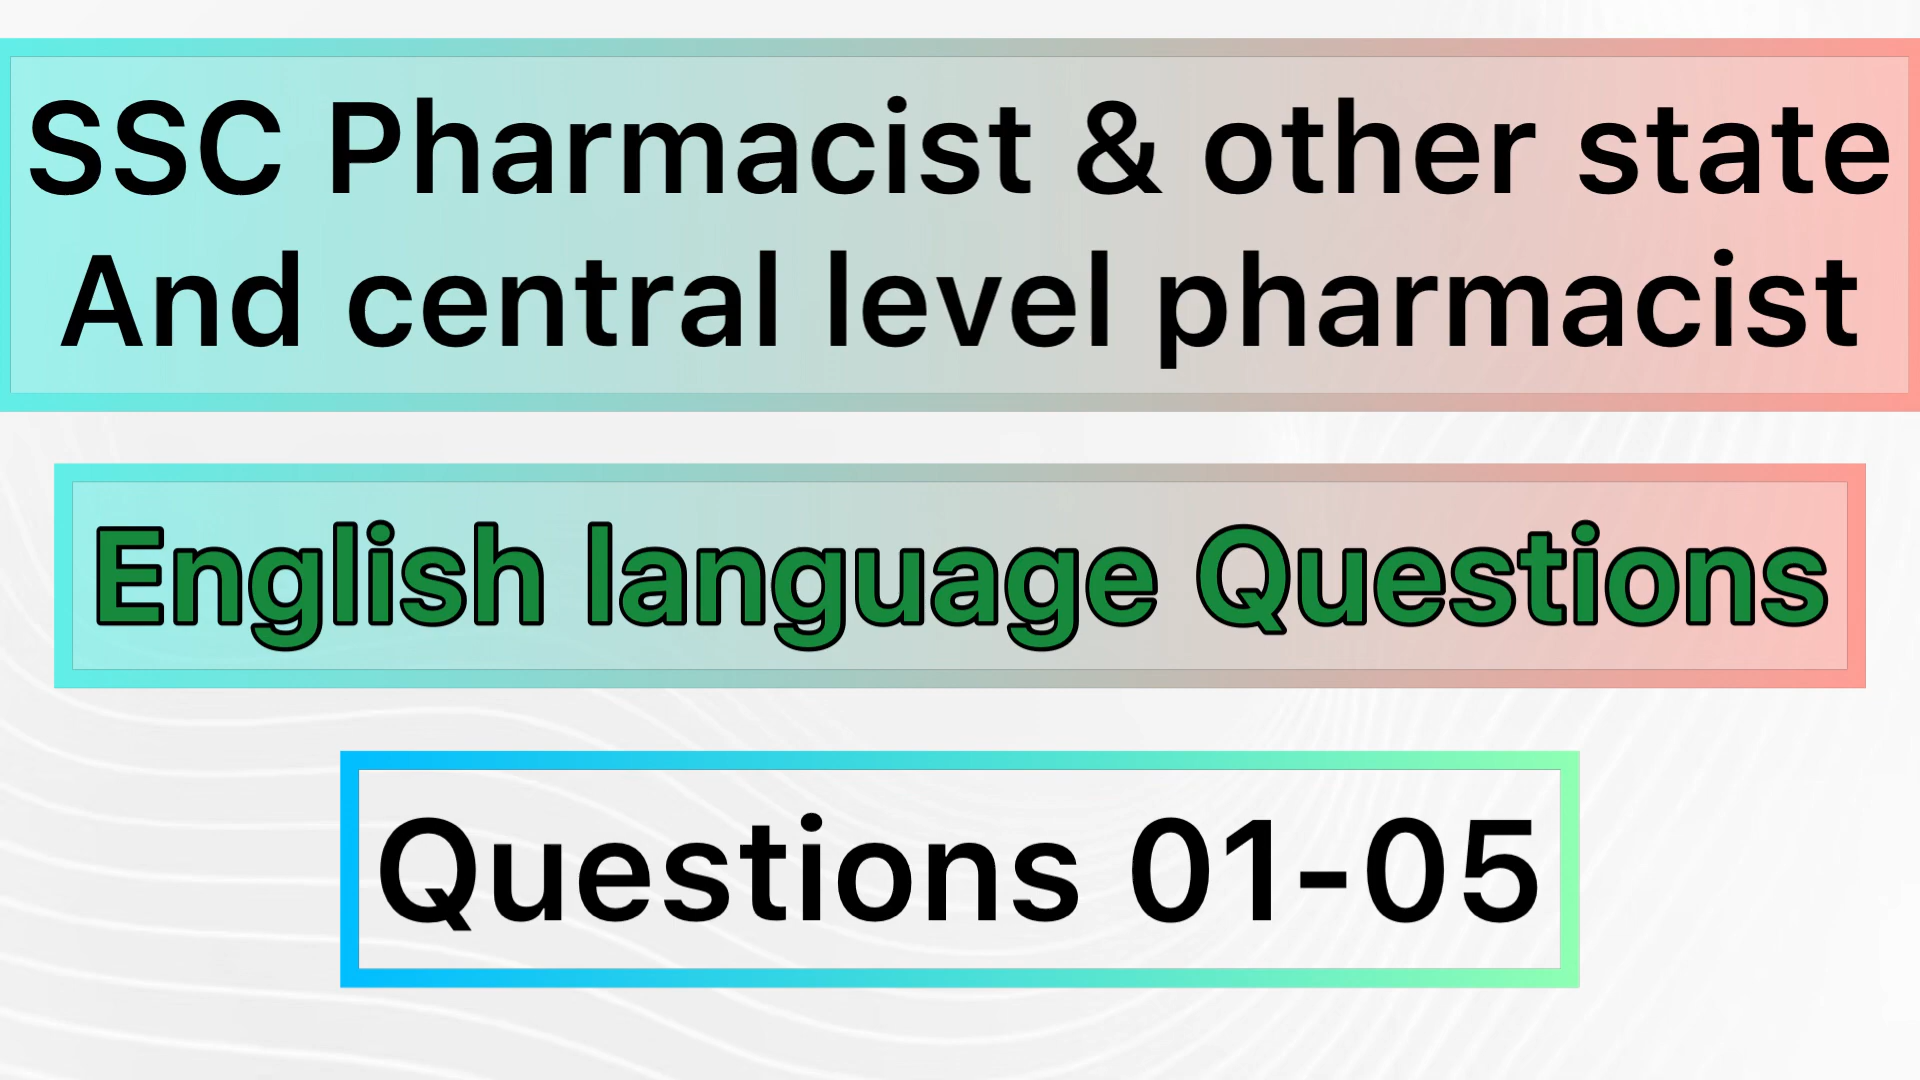 SSC Pharmacist & other state
And central level pharmacist
English language Questions
Questions 01-05